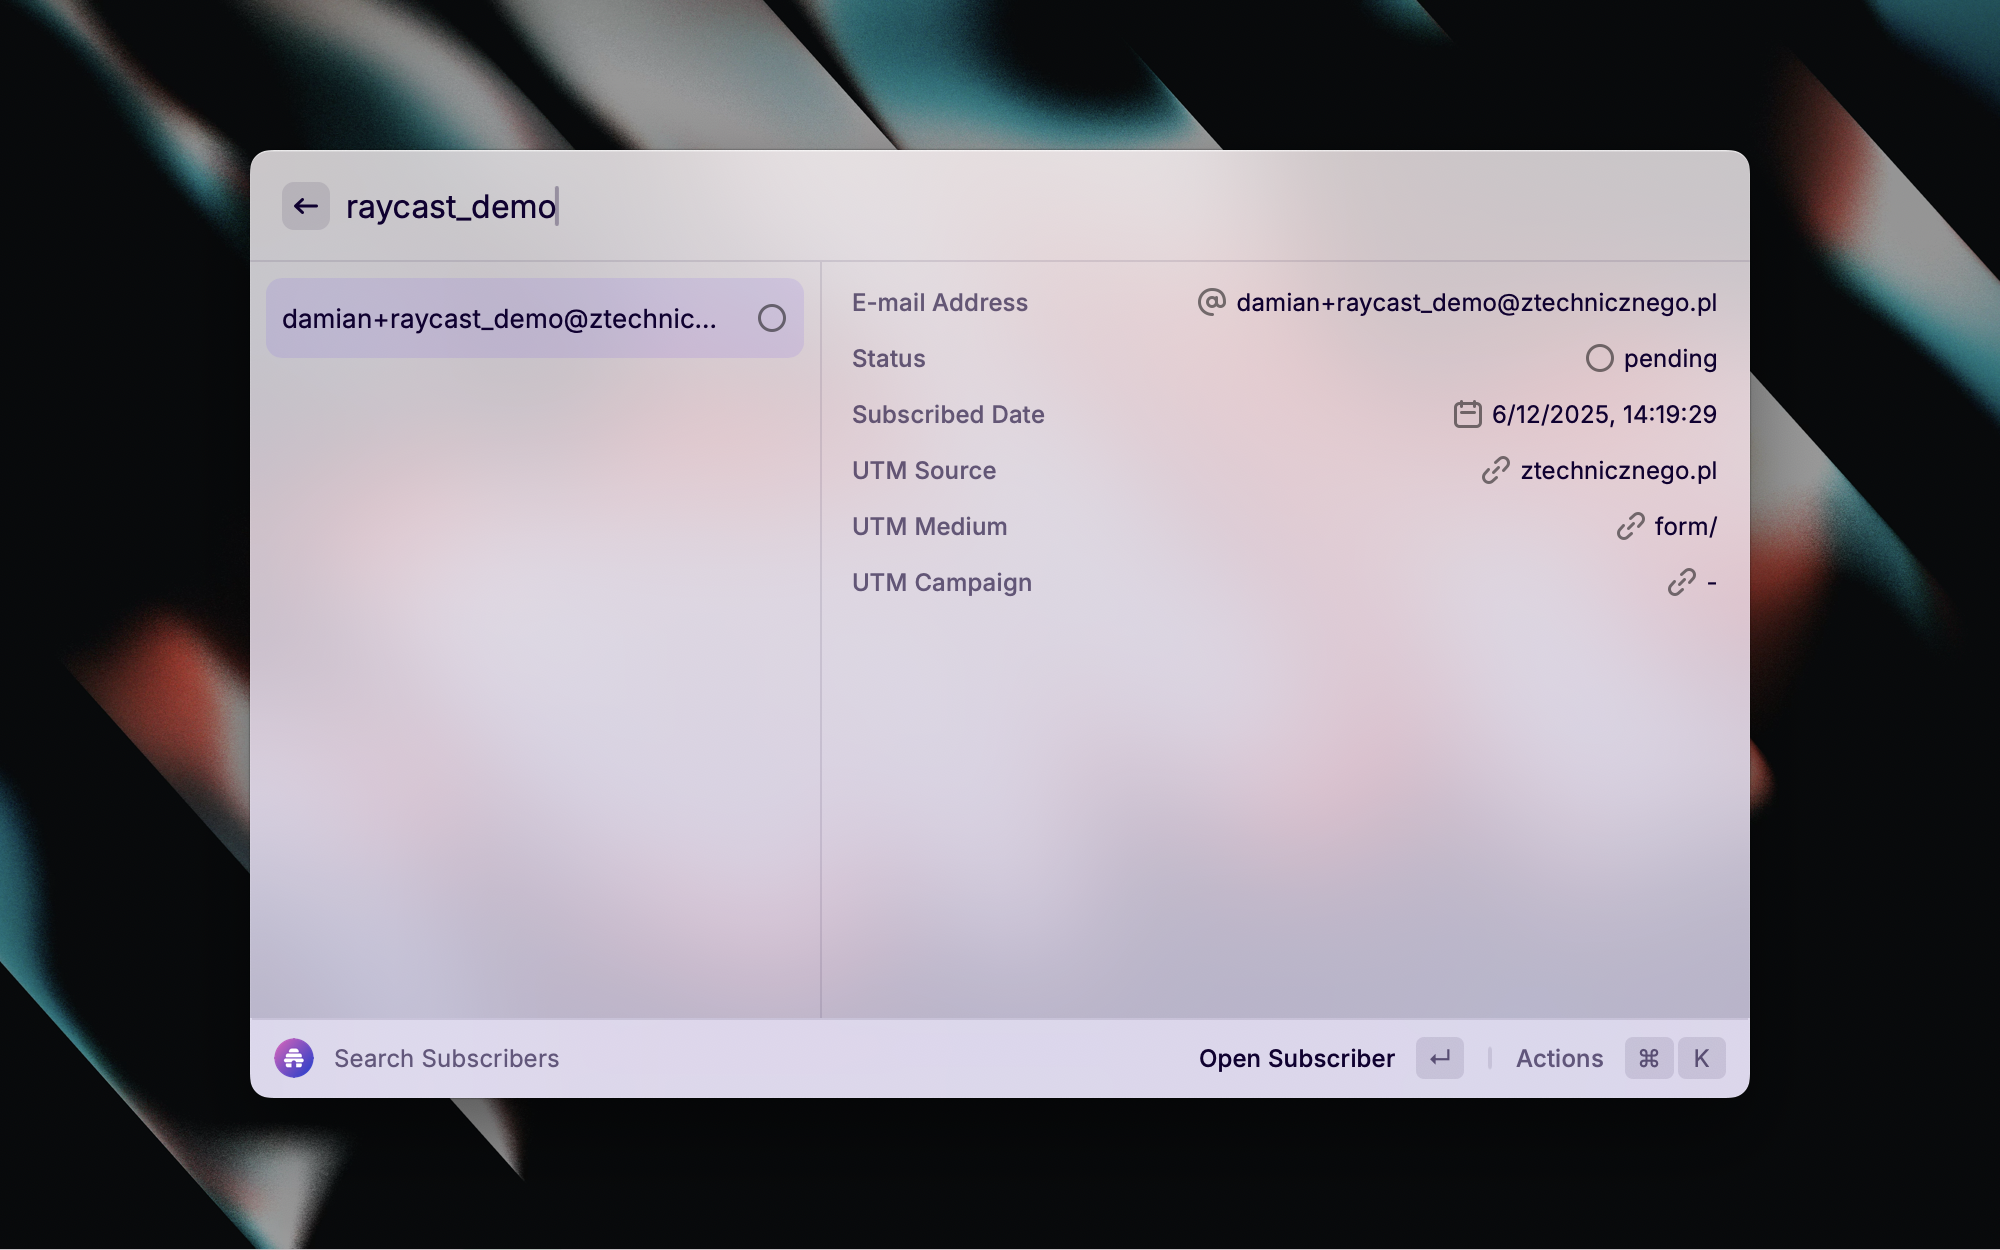 raycast_demo
damian+raycast_demo@ztechnic...
E-mail Address damian+raycast_demo@ztechnicznego.pl
Status pending
Subscribed Date 6/12/2025, 14:19:29
UTM Source ztechnicznego.pl
UTM Medium form/
UTM Campaign -
Search Subscribers Open Subscriber ↵ Actions ⌘ K